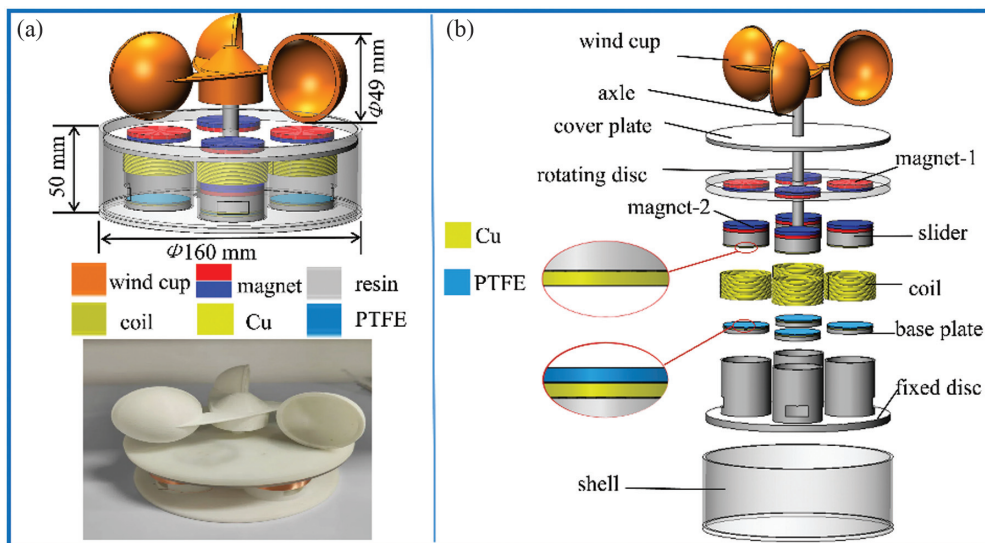 (a)
Φ49 mm
50 mm
Φ160 mm
wind cup
magnet
resin
coil
Cu
PTFE
(b)
wind cup
axle
cover plate
rotating disc
magnet-1
magnct-2
slider
Cu
PTFE
coil
base plate
fixed disc
shell